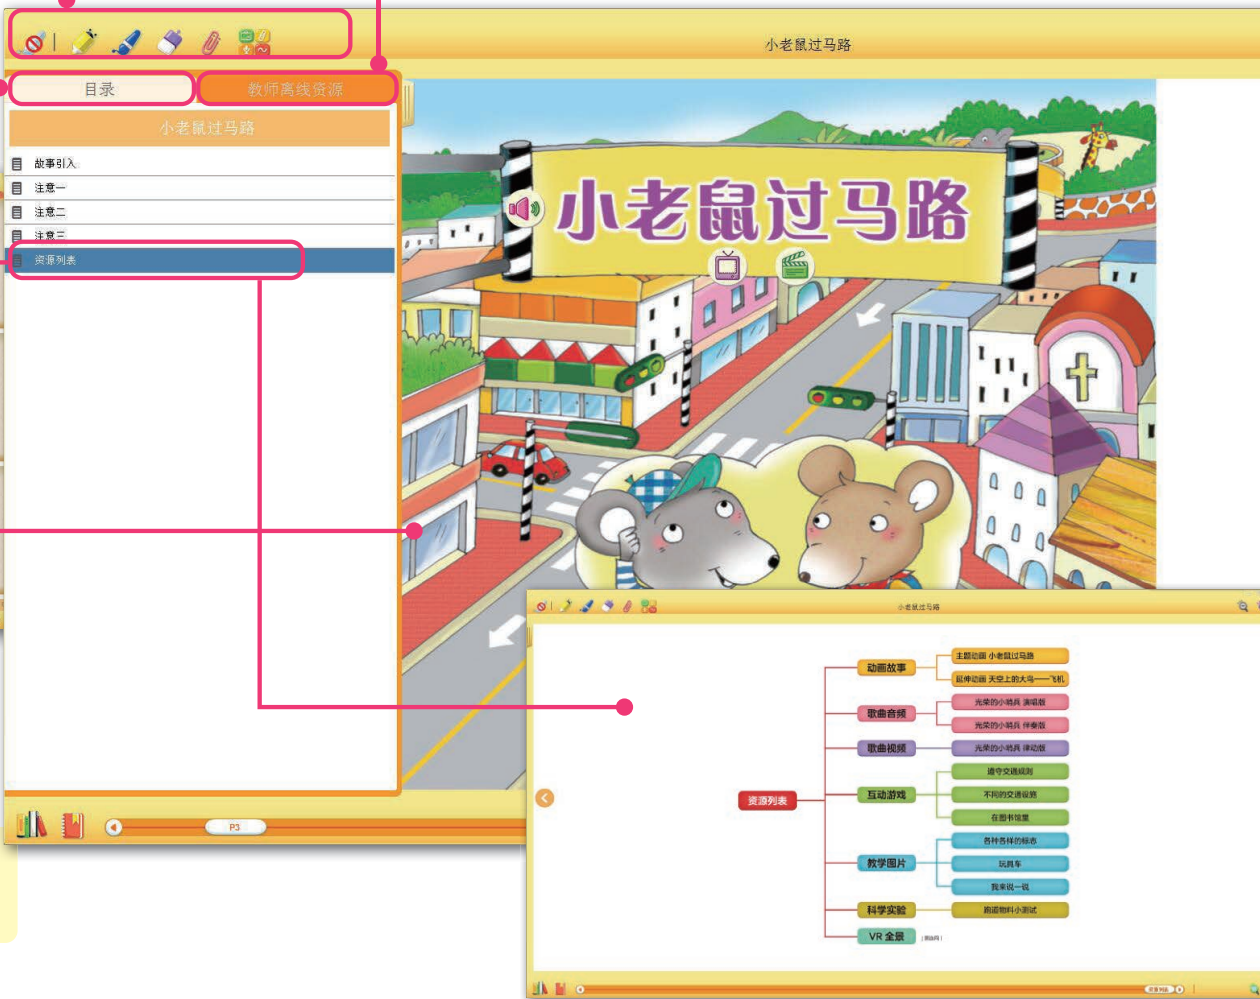 小老鼠过马路
目录
教师离线资源
小老鼠过马路
故事引入
注意一
注意二
注意三
资源列表
小老鼠过马路
P3
小老鼠过马路
资源列表
动画故事
主题动画 小老鼠过马路
延伸动画 天空上的大鸟——飞机
歌曲音频
光荣的小哨兵 演唱版
光荣的小哨兵 伴奏版
歌曲视频
光荣的小哨兵 律动版
互动游戏
遵守交通规则
不同的交通设施
在图书馆里
教学图片
各种各样的标志
玩具车
我来说一说
科学实验
跑道物料小测试
VR 全景
资源列表